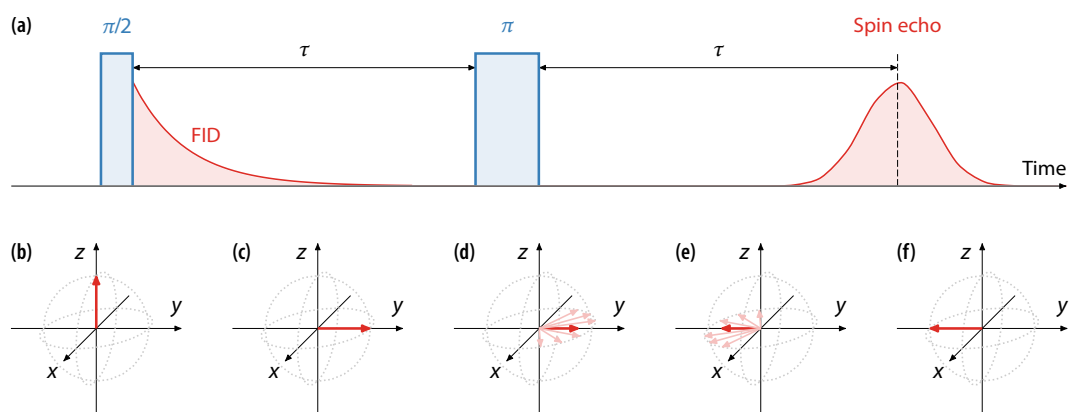 (a)
π/2
π
Spin echo
τ
τ
FID
Time
(b)
z
y
x
(c)
z
y
x
(d)
z
y
x
(e)
z
y
x
(f)
z
y
x